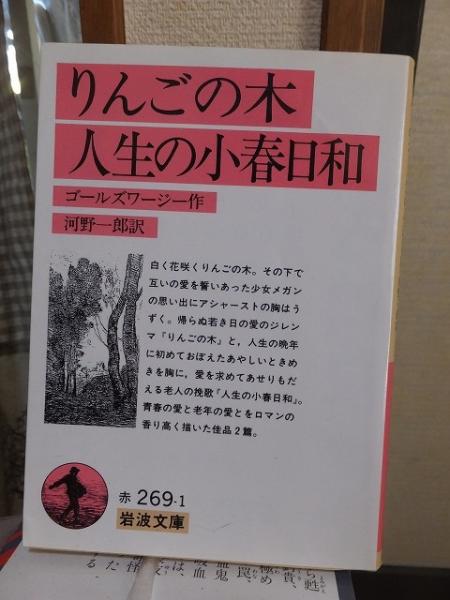 りんごの木
人生の小春日和
ゴールズワージー作
河野一郎訳
白く花咲くりんごの木。その下で
互いの愛を誓いあった少女メガン
の思い出にアシャーストの胸はう
ずく。帰らぬ若き日の愛のジレン
マ『りんごの木』と，人生の晩年
に初めておぼえたあやしいときめ
きを胸に，愛を求めてあせりもだ
える老人の挽歌『人生の小春日和』。
青春の愛と老年の愛とをロマンの
香り高く描いた佳品2篇。
赤 269-1
岩波文庫